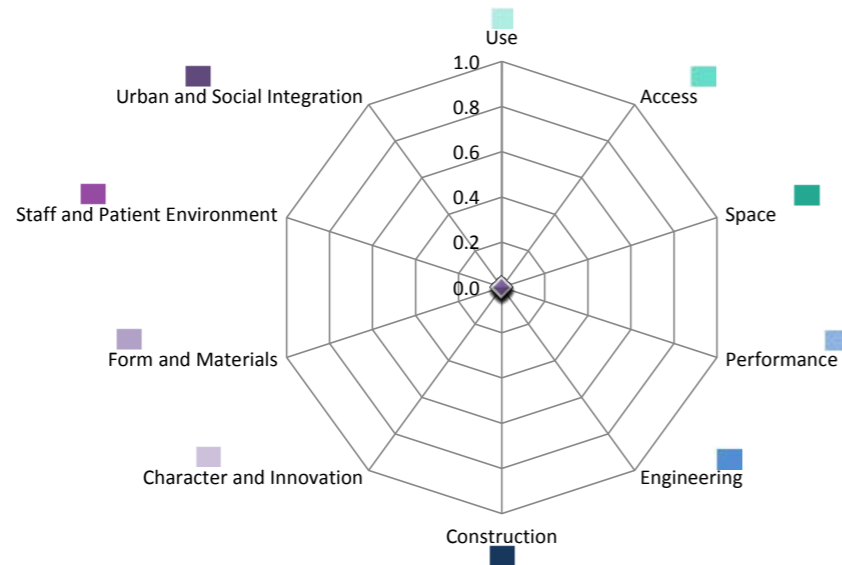 Use
1.0
Urban and Social Integration
Access
0.8
0.6
0.4
Staff and Patient Environment
Space
0.2
0.0
Form and Materials
Performance
Character and Innovation
Engineering
Construction